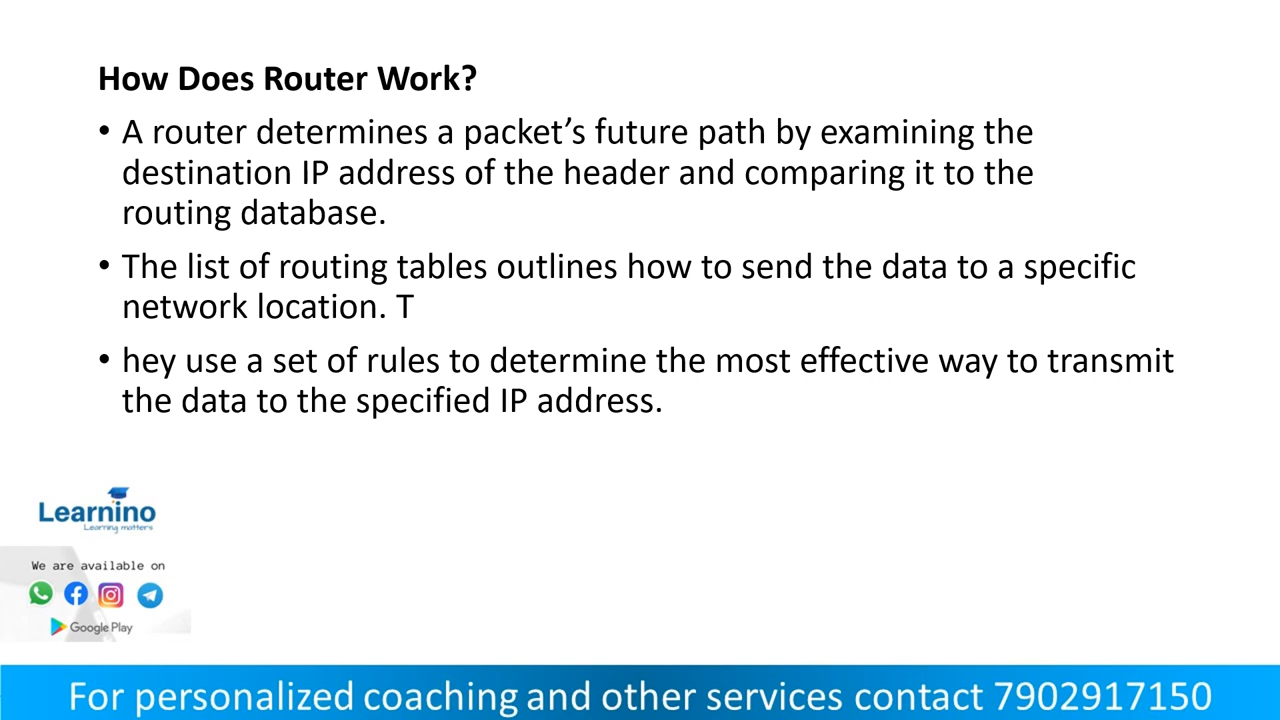 How Does Router Work?
• A router determines a packet’s future path by examining the
destination IP address of the header and comparing it to the
routing database.
• The list of routing tables outlines how to send the data to a specific
network location. T
• hey use a set of rules to determine the most effective way to transmit
the data to the specified IP address.
Learnino
Learning matters
We are available on
Google Play
For personalized coaching and other services contact 7902917150